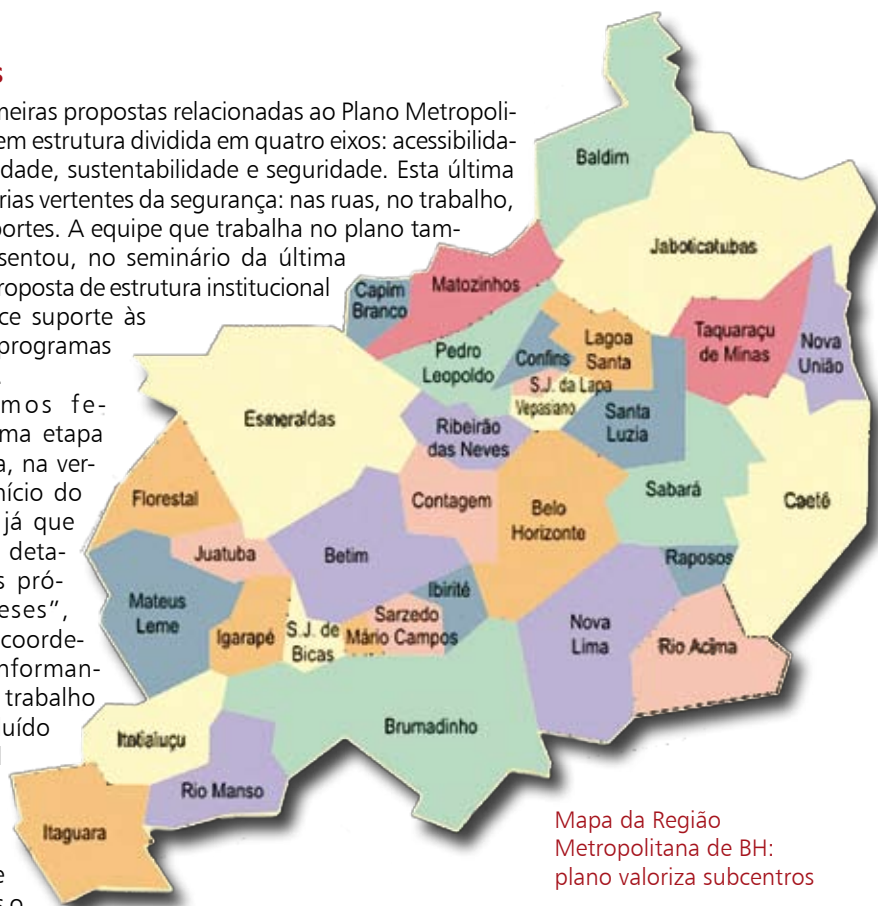 s
neiras propostas relacionadas ao Plano Metropoli-
em estrutura dividida em quatro eixos: acessibilida-
dade, sustentabilidade e seguridade. Esta última
rias vertentes da segurança: nas ruas, no trabalho,
portes. A equipe que trabalha no plano tam-
sentou, no seminário da última
roposta de estrutura institucional
ce suporte às
programas
mos fe-
ma etapa
a, na ver-
nício do
já que
deta-
s pró-
eses”,
coorde-
nforman-
trabalho
uído
e
so
Baldim
Jaboticatubas
Capim
Branco
Matozinhos
Pedro
Leopoldo
Confins
Lagoa
Santa
Taquaraçu
de Minas
Nova
União
S.J. da Lapa
Vepasiano
Santa
Luzia
Esmeraldas
Ribeirão
das Neves
Florestal
Contagem
Belo
Horizonte
Sabará
Caetê
Juatuba
Betim
Raposos
Mateus
Leme
Igarapé
S.J. de
Bicas
Ibirité
Sarzedo
Mário Campos
Nova
Lima
Rio Acima
Itatiaiuçu
Rio Manso
Brumadinho
Itaguara
Mapa da Região
Metropolitana de BH:
plano valoriza subcentros